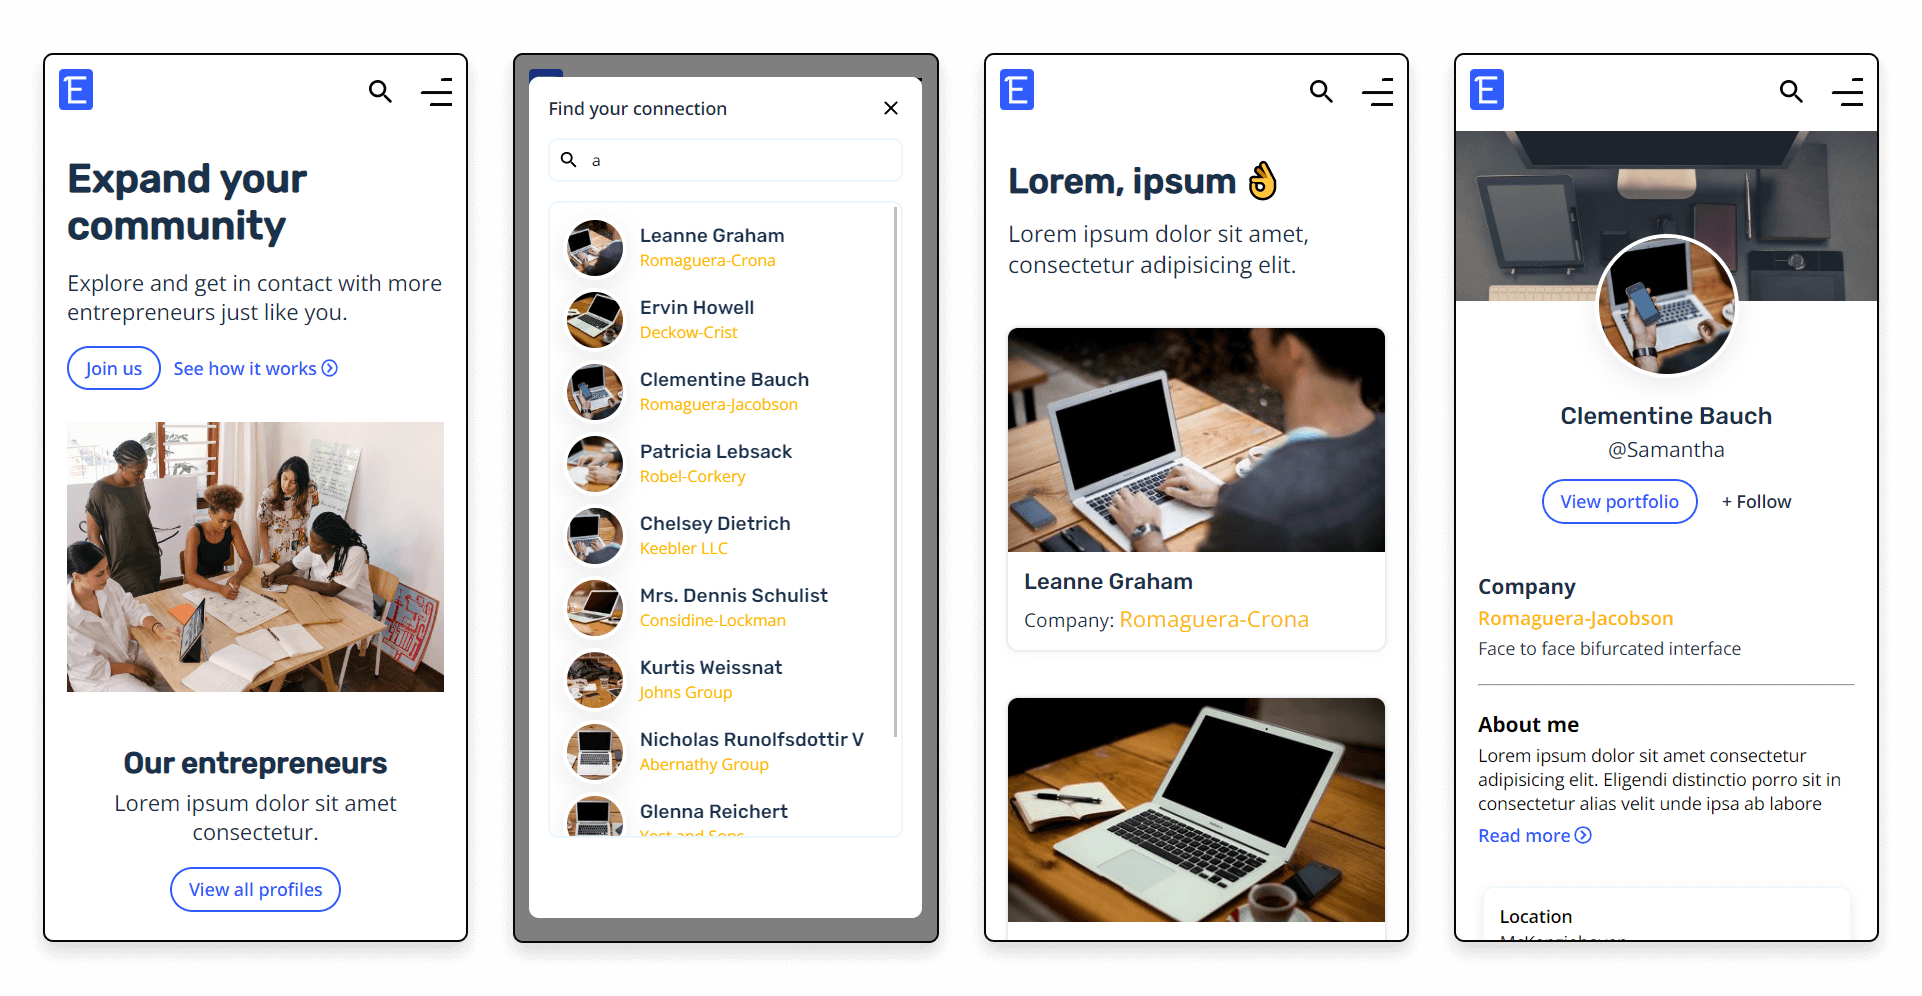 E
Expand your
community
Explore and get in contact with more
entrepreneurs just like you.
Join us
See how it works
Our entrepreneurs
Lorem ipsum dolor sit amet
consectetur.
View all profiles
Find your connection
a
Leanne Graham
Romaguera-Crona
Ervin Howell
Deckow-Crist
Clementine Bauch
Romaguera-Jacobson
Patricia Lebsack
Robel-Corkery
Chelsey Dietrich
Keebler LLC
Mrs. Dennis Schulist
Considine-Lockman
Kurtis Weissnat
Johns Group
Nicholas Runolfsdottir V
Abernathy Group
Glenna Reichert
Yost and Sons
E
Lorem, ipsum 👌
Lorem ipsum dolor sit amet,
consectetur adipisicing elit.
Leanne Graham
Company: Romaguera-Crona
E
Clementine Bauch
@Samantha
View portfolio
+ Follow
Company
Romaguera-Jacobson
Face to face bifurcated interface
About me
Lorem ipsum dolor sit amet consectetur
adipisicing elit. Eligendi distinctio porro sit in
consectetur alias velit unde ipsa ab labore
Read more
Location
McKenziehaven